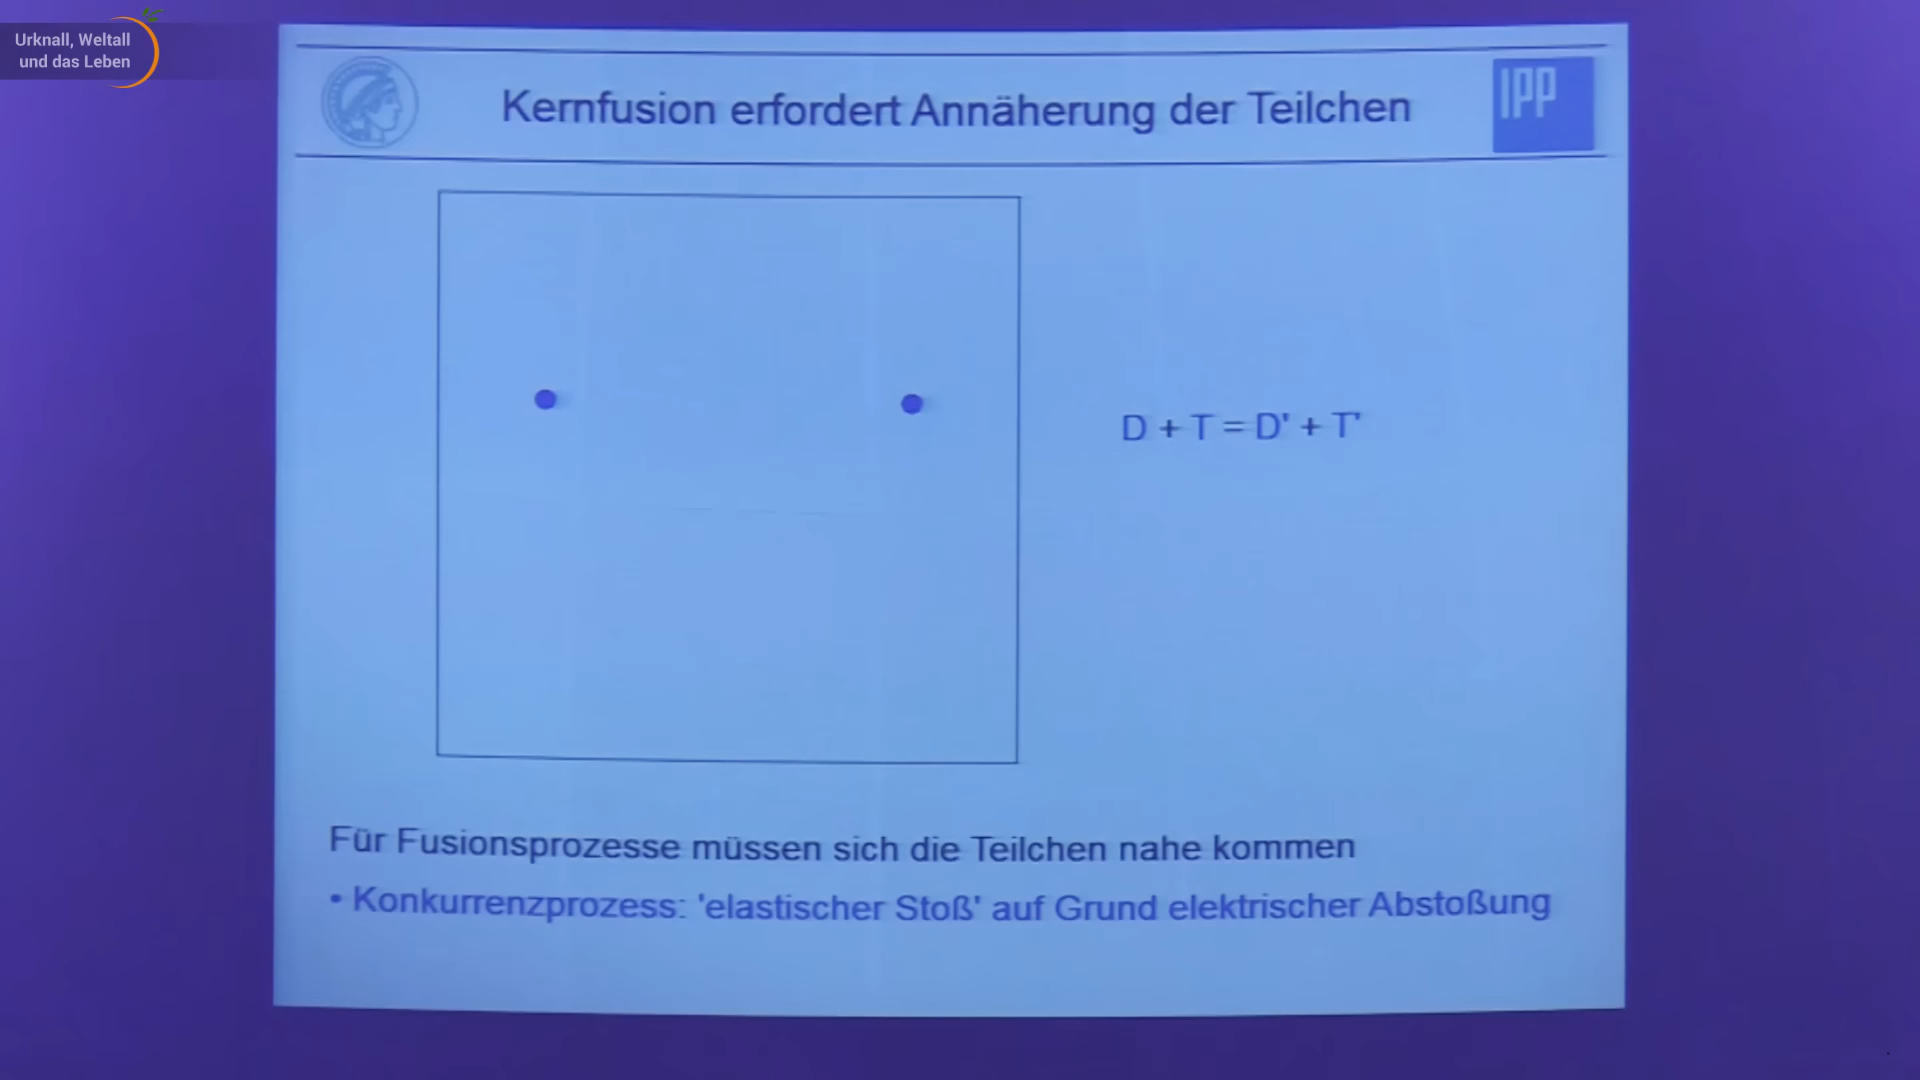 Urknall, Weltall
und das Leben
Kernfusion erfordert Annäherung der Teilchen
IPP
D + T = D' + T'
Für Fusionsprozesse müssen sich die Teilchen nahe kommen
• Konkurrenzprozess: 'elastischer Stoß' auf Grund elektrischer Abstoßung